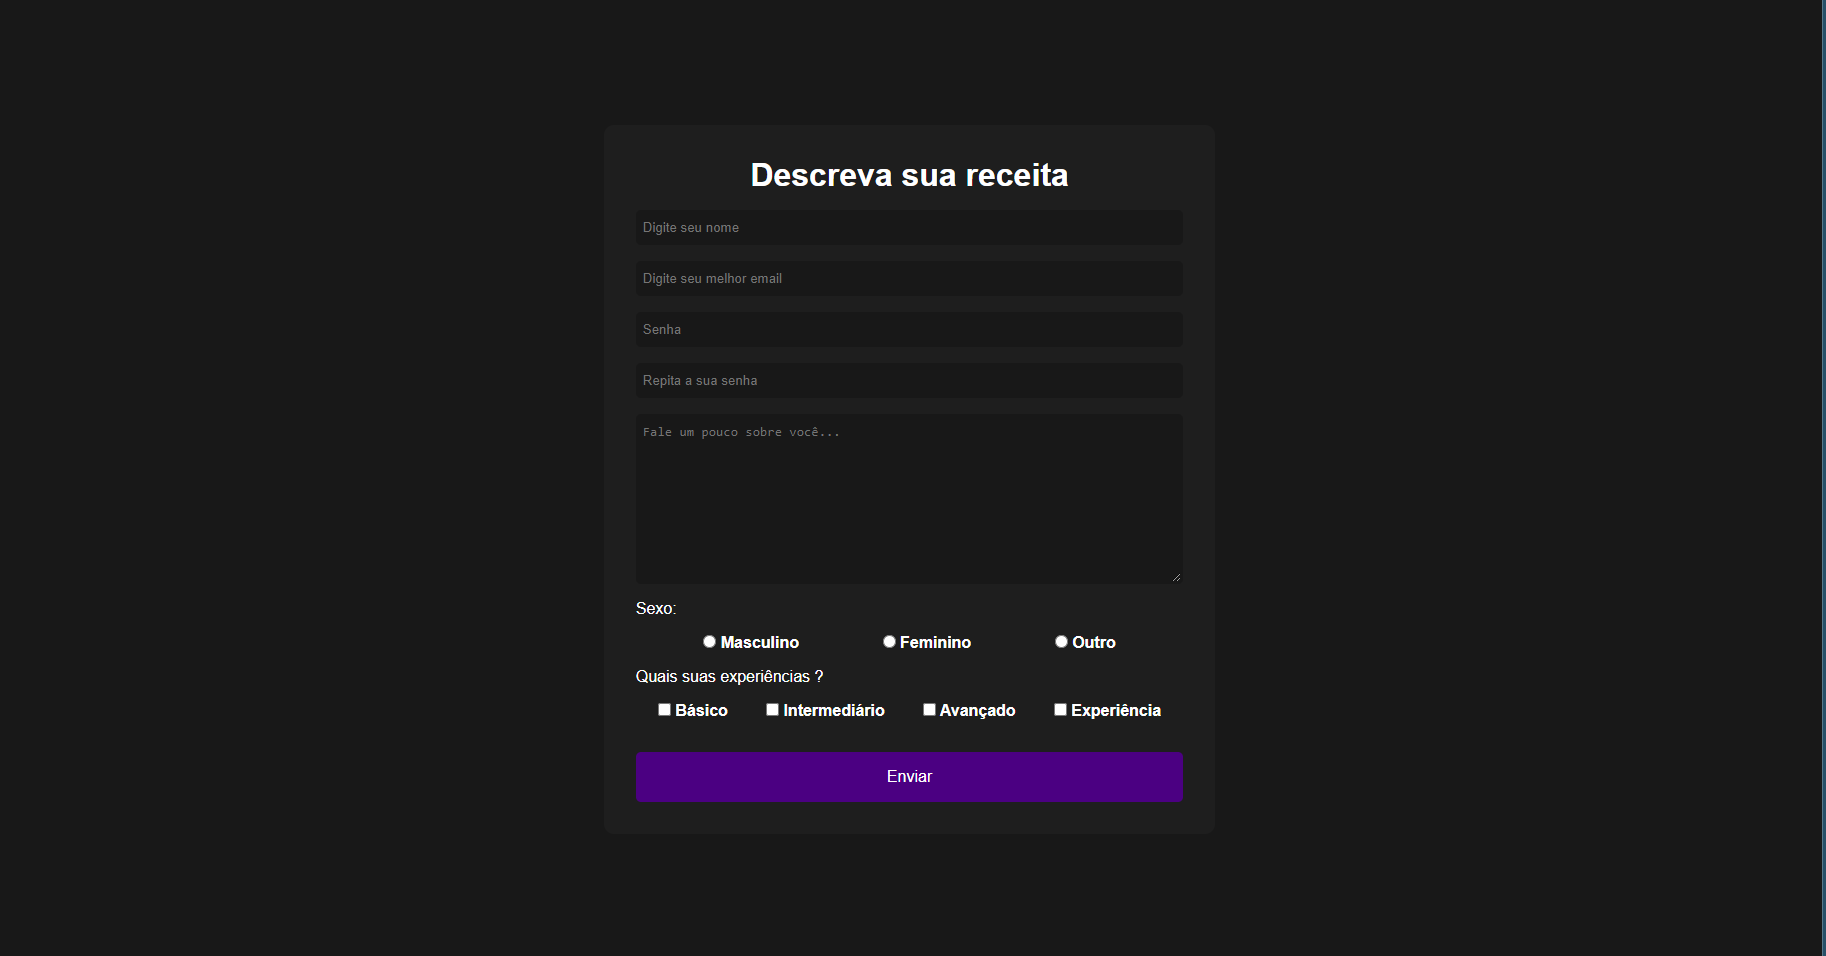 Descreva sua receita
Digite seu nome
Digite seu melhor email
Senha
Repita a sua senha
Fale um pouco sobre você...
Sexo:
Masculino Feminino Outro
Quais suas experiências ?
Básico Intermediário Avançado Experiência
Enviar